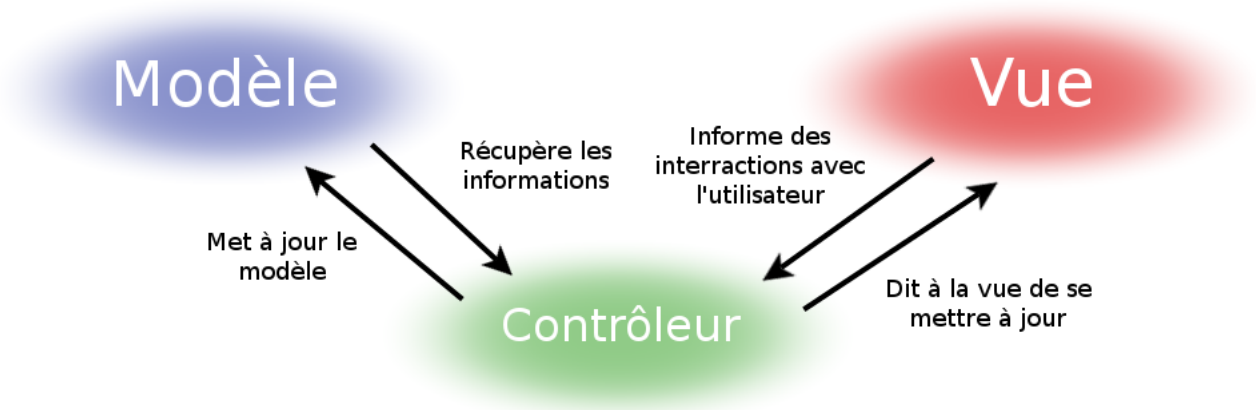 Modèle
Vue
Récupère les
informations
Informe des
interractions avec
l'utilisateur
Met à jour le
modèle
Dit à la vue de se
mettre à jour
Contrôleur